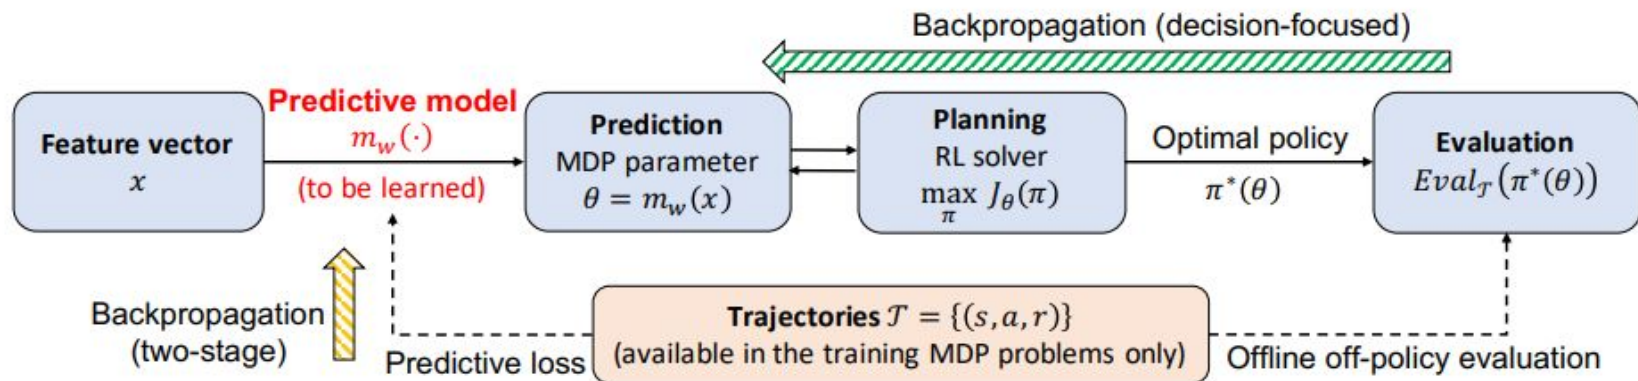 Backpropagation (decision-focused)
Feature vector
x
Predictive model
m_w(·)
(to be learned)
Prediction
MDP parameter
θ = m_w(x)
Planning
RL solver
max_π J_θ(π)
Optimal policy
π*(θ)
Evaluation
Eval_𝒯(π*(θ))
Backpropagation
(two-stage)
Predictive loss
Trajectories 𝒯 = {(s, a, r)}
(available in the training MDP problems only)
Offline off-policy evaluation